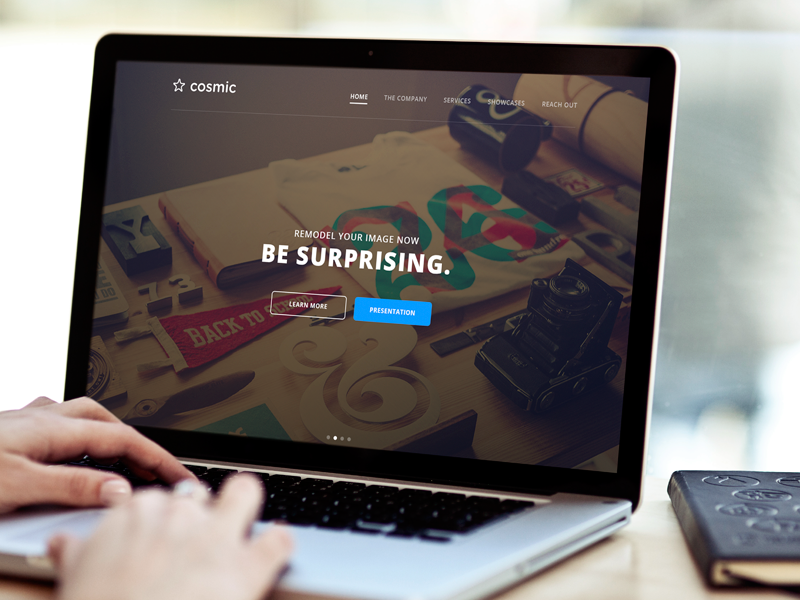 cosmic
HOME THE COMPANY SERVICES SHOWCASES REACH OUT
REMODEL YOUR IMAGE NOW
BE SURPRISING.
LEARN MORE PRESENTATION
Y
BACK TO SCHOOL
&